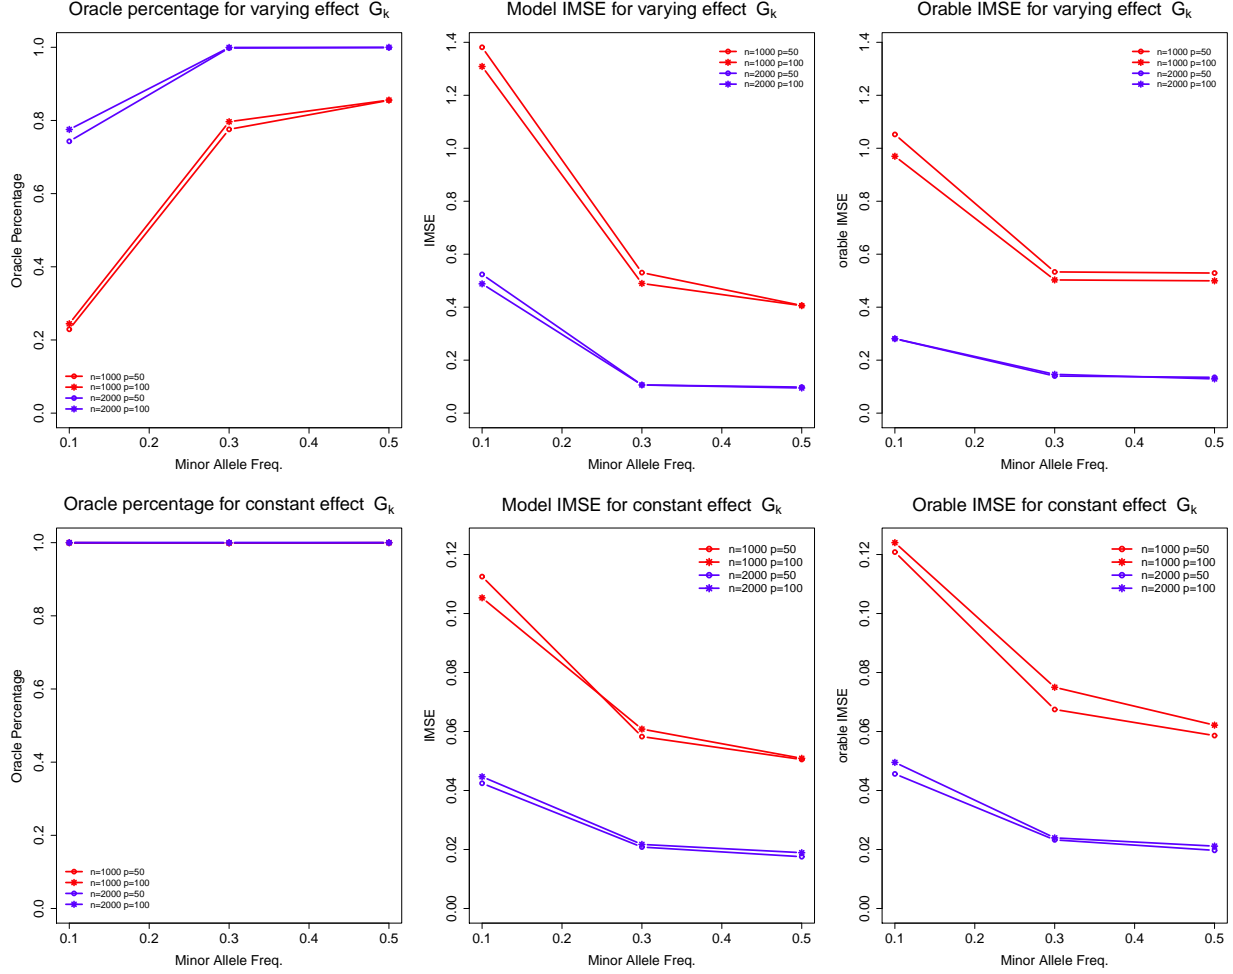 Oracle percentage for varying effect Gk
Oracle Percentage
1.0
0.8
0.6
0.4
0.2
0.0
n=1000 p=50
n=1000 p=100
n=2000 p=50
n=2000 p=100
0.1 0.2 0.3 0.4 0.5
Minor Allele Freq.
Model IMSE for varying effect Gk
IMSE
1.4
1.2
1.0
0.8
0.6
0.4
0.2
0.0
n=1000 p=50
n=1000 p=100
n=2000 p=50
n=2000 p=100
0.1 0.2 0.3 0.4 0.5
Minor Allele Freq.
Orable IMSE for varying effect Gk
orable IMSE
1.4
1.2
1.0
0.8
0.6
0.4
0.2
0.0
n=1000 p=50
n=1000 p=100
n=2000 p=50
n=2000 p=100
0.1 0.2 0.3 0.4 0.5
Minor Allele Freq.
Oracle percentage for constant effect Gk
Oracle Percentage
1.0
0.8
0.6
0.4
0.2
0.0
n=1000 p=50
n=1000 p=100
n=2000 p=50
n=2000 p=100
0.1 0.2 0.3 0.4 0.5
Minor Allele Freq.
Model IMSE for constant effect Gk
IMSE
0.12
0.10
0.08
0.06
0.04
0.02
0.00
n=1000 p=50
n=1000 p=100
n=2000 p=50
n=2000 p=100
0.1 0.2 0.3 0.4 0.5
Minor Allele Freq.
Orable IMSE for constant effect Gk
orable IMSE
0.12
0.10
0.08
0.06
0.04
0.02
0.00
n=1000 p=50
n=1000 p=100
n=2000 p=50
n=2000 p=100
0.1 0.2 0.3 0.4 0.5
Minor Allele Freq.